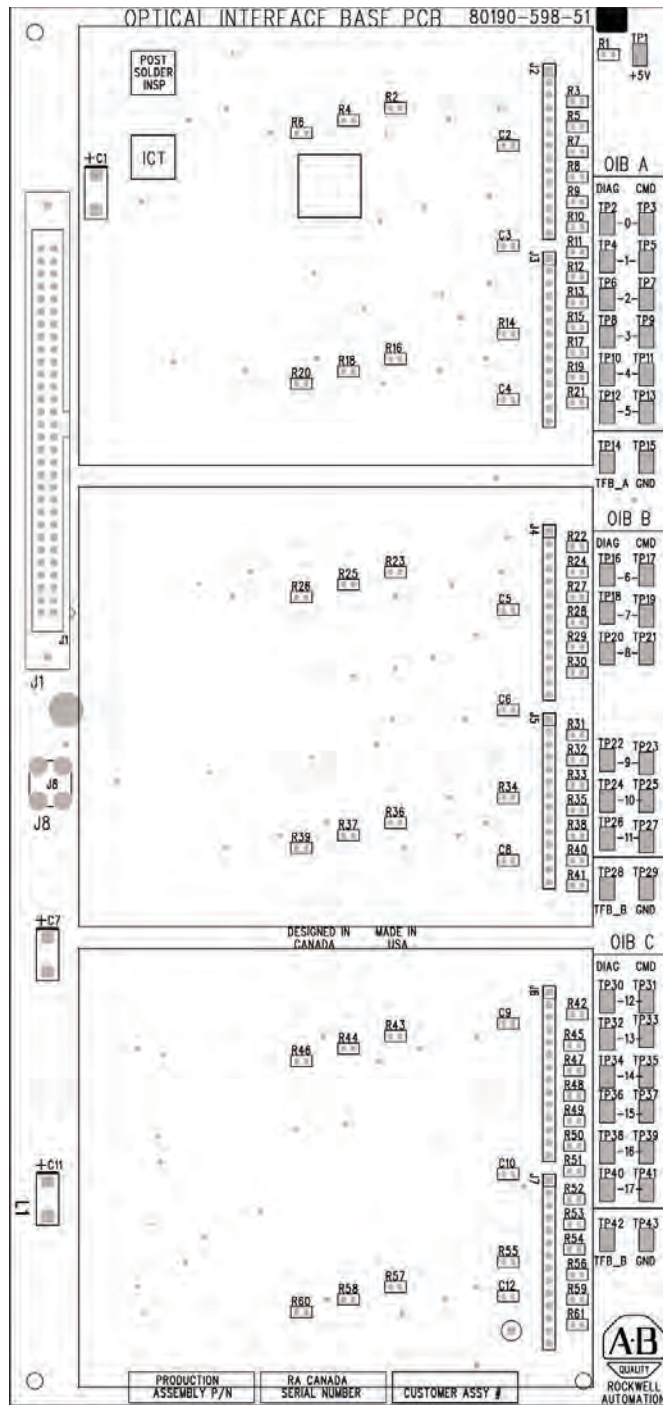 OPTICAL INTERFACE BASE PCB 80190-598-51
R1 TP1
+5V
POST
SOLDER
INSP
ICT
+C1
R6 R4 R2
C2
J2
R3
R5
R7
R8
R9
R10
C3
J3
R11
R12
R13
R14
R15
R17
R19
R21
R20 R18 R16
C4
OIB A
DIAG CMD
TP2 -0- TP3
TP4 -1- TP5
TP6 -2- TP7
TP8 -3- TP9
TP10 -4- TP11
TP12 -5- TP13
TP14 TP15
TFB_A GND
J1
J1
J8
J8
R26 R25 R23
C5
J4
R22
R24
R27
R28
R29
R30
C6
J5
R31
R32
R33
R34
R35
R38
R40
R41
R39 R37 R36
C8
OIB B
DIAG CMD
TP16 -6- TP17
TP18 -7- TP19
TP20 -8- TP21
TP22 -9- TP23
TP24 -10- TP25
TP26 -11- TP27
TP28 TP29
TFB_B GND
+C7
DESIGNED IN MADE IN
CANADA USA
R46 R44 R43
C9
J6
R42
R45
R47
R48
R49
R50
R51
C10
J7
R52
R53
R54
R55
R56
R59
R61
C12
R60 R58 R57
OIB C
DIAG CMD
TP30 -12- TP31
TP32 -13- TP33
TP34 -14- TP35
TP36 -15- TP37
TP38 -16- TP39
TP40 -17- TP41
TP42 TP43
TFB_B GND
+C11
L1
PRODUCTION
ASSEMBLY P/N
RA CANADA
SERIAL NUMBER
CUSTOMER ASSY #
A·B
QUALITY
ROCKWELL
AUTOMATION